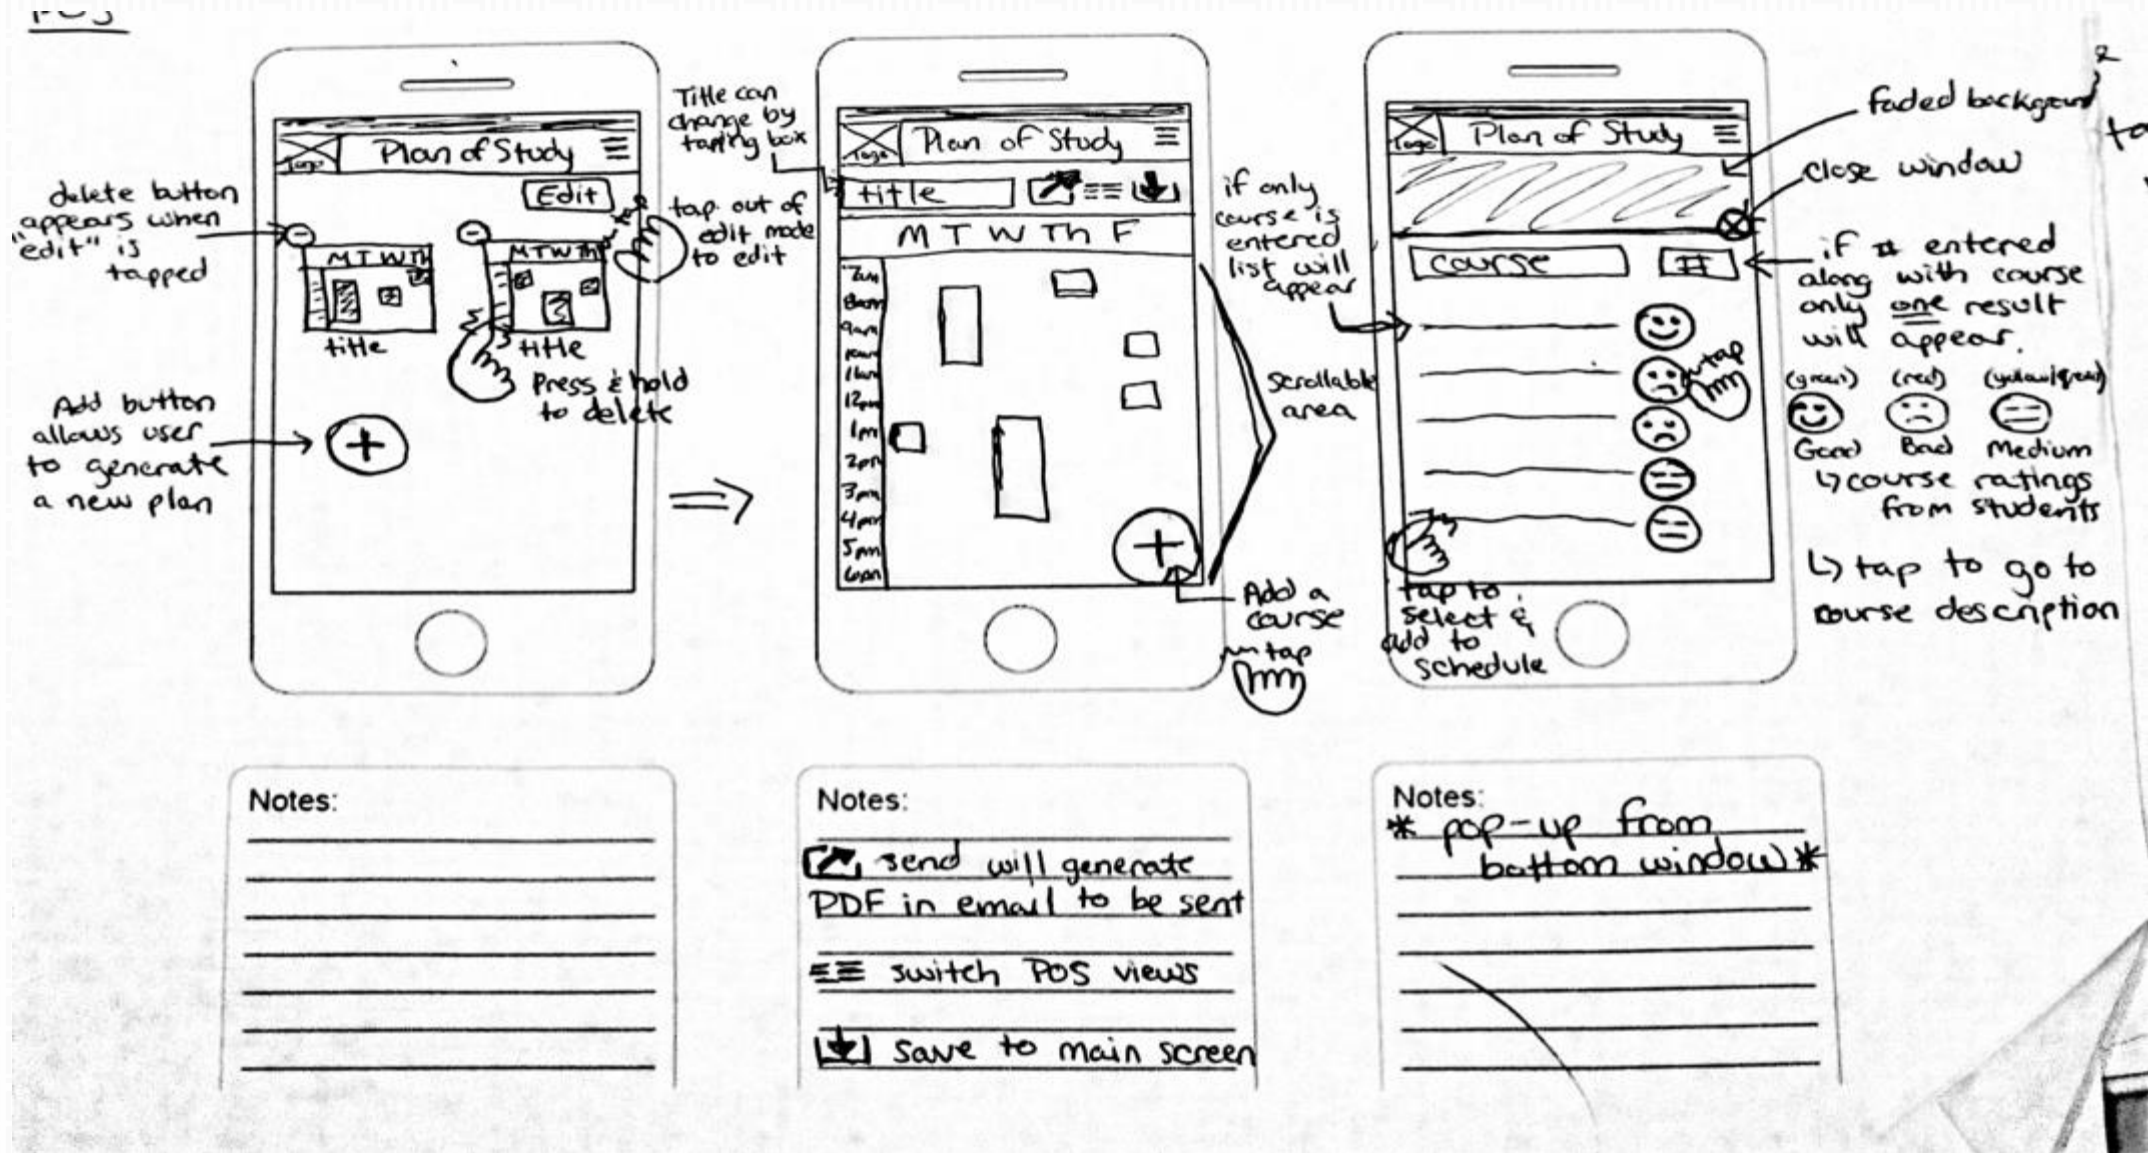 POS
delete button
appears when
"edit" is
tapped
Add button
allows user
to generate
a new plan
logo
Plan of Study
Edit
M T W Th
title
M T W Th
title
tap out of
edit mode
to edit
Press & hold
to delete
Title can
change by
tapping box
logo
Plan of Study
title
M T W Th F
7am
8am
9am
10am
11am
12pm
1pm
2pm
3pm
4pm
5pm
6pm
Scrollable
area
Add a
course
tap
if only
course is
entered
list will
appear
logo
Plan of Study
course
#
tap
tap to
select &
add to
schedule
faded background
close window
if # entered
along with course
only one result
will appear.
(green)
(red)
Good
Bad
Medium
↳ course ratings
from students
↳ tap to go to
course description
Notes:
Notes:
send will generate
PDF in email to be sent
switch POS views
save to main screen
Notes:
* pop-up from
bottom window *